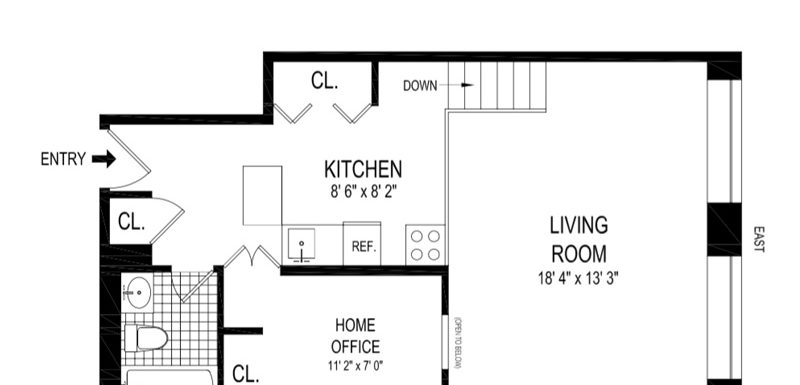 CL.
DOWN
ENTRY
KITCHEN
8' 6" x 8' 2"
CL.
LIVING
ROOM
18' 4" x 13' 3"
EAST
REF.
HOME
OFFICE
11' 2" x 7' 0"
(OPEN TO BELOW)
CL.